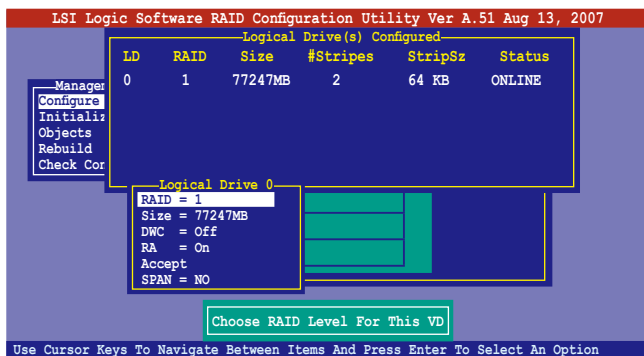 LSI Logic Software RAID Configuration Utility Ver A.51 Aug 13, 2007
Logical Drive(s) Configured
LD RAID Size #Stripes StripSz Status
0 1 77247MB 2 64 KB ONLINE
Managem
Configure
Initializ
Objects
Rebuild
Check Con
Logical Drive 0
RAID = 1
Size = 77247MB
DWC = Off
RA = On
Accept
SPAN = NO
Choose RAID Level For This VD
Use Cursor Keys To Navigate Between Items And Press Enter To Select An Option